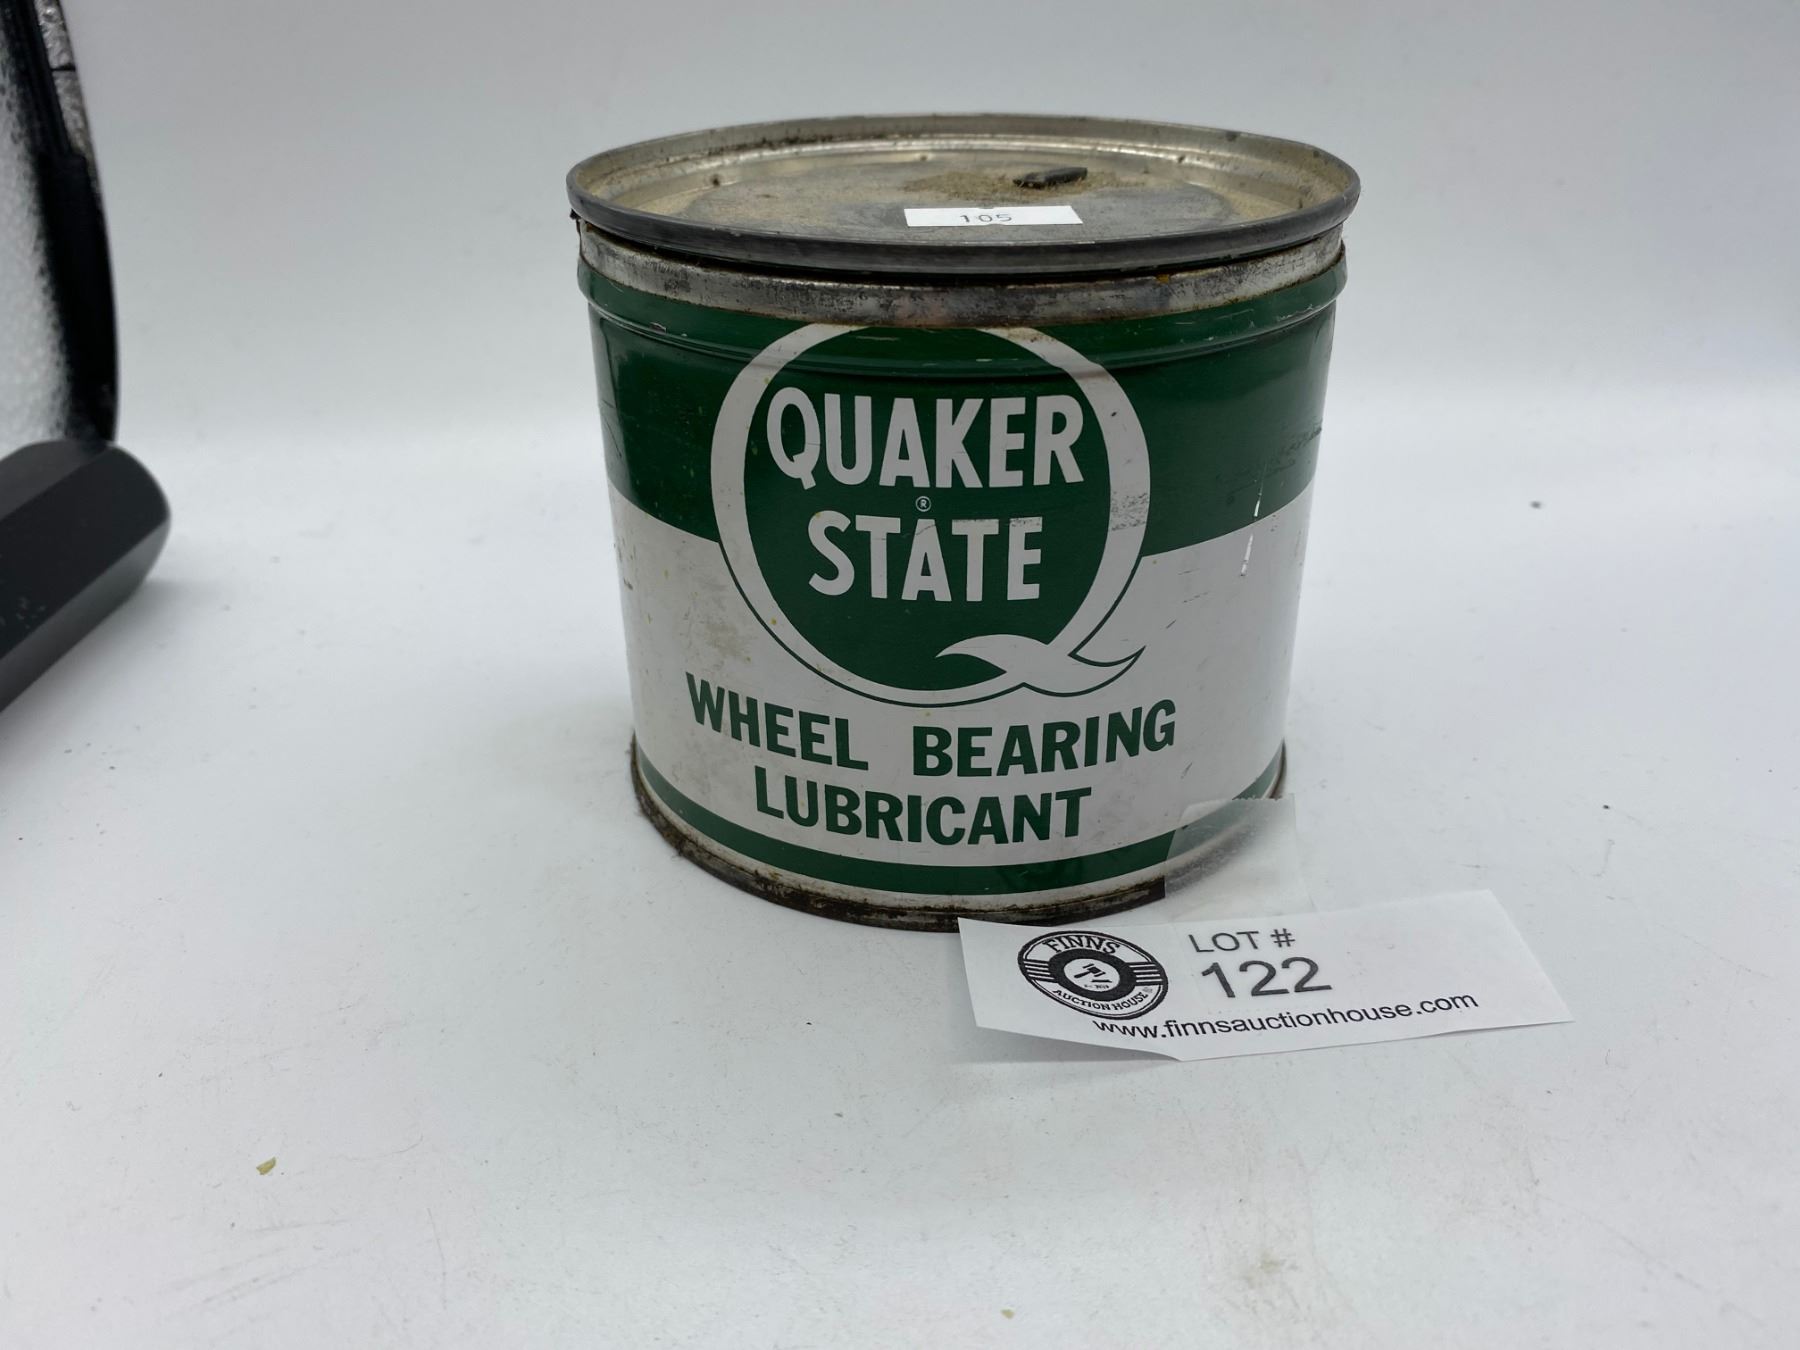 105
QUAKER
®
STATE
WHEEL BEARING
LUBRICANT
FINNS
AUCTION HOUSE
LOT #
122
www.finnsauctionhouse.com